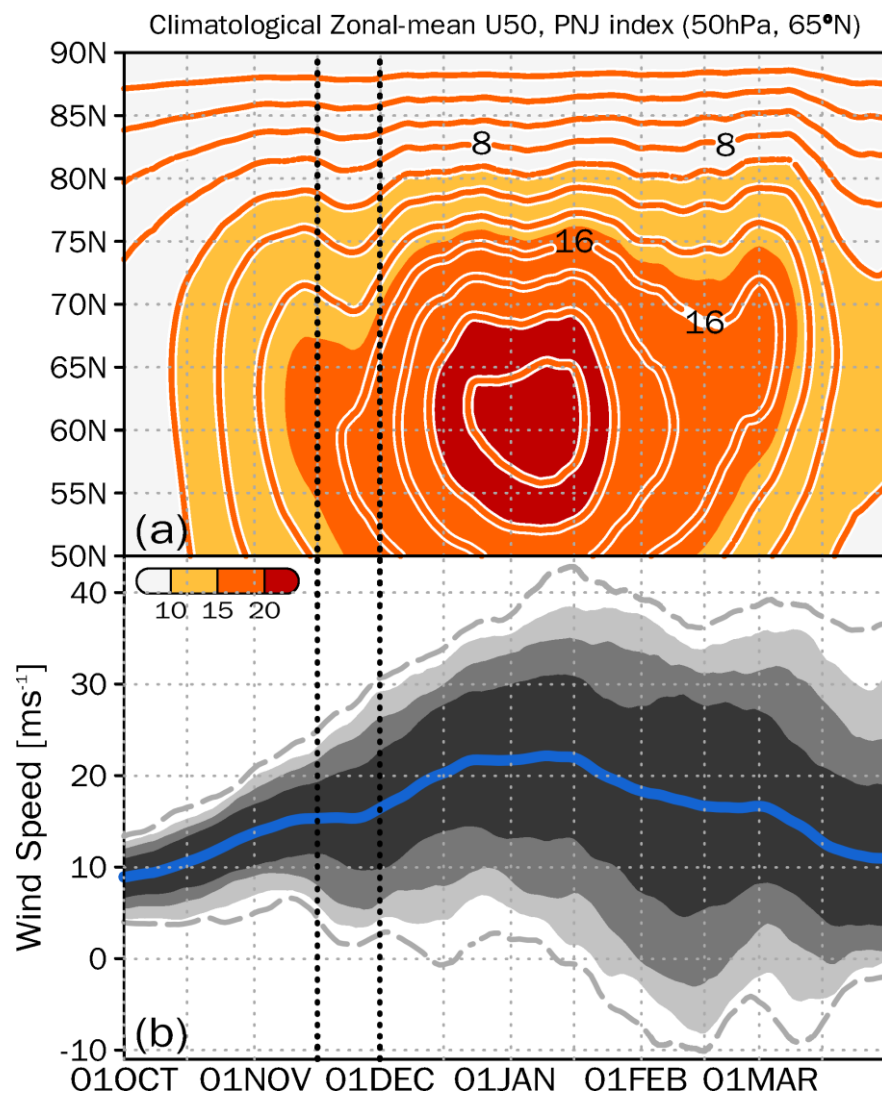 Climatological Zonal-mean U50, PNJ index (50hPa, 65°N)
90N
85N
8 8
80N
75N
16
70N
16
65N
60N
55N
(a)
50N
10 15 20
40
Wind Speed [ms⁻¹]
30
20
10
0
(b)
-10
01OCT 01NOV 01DEC 01JAN 01FEB 01MAR